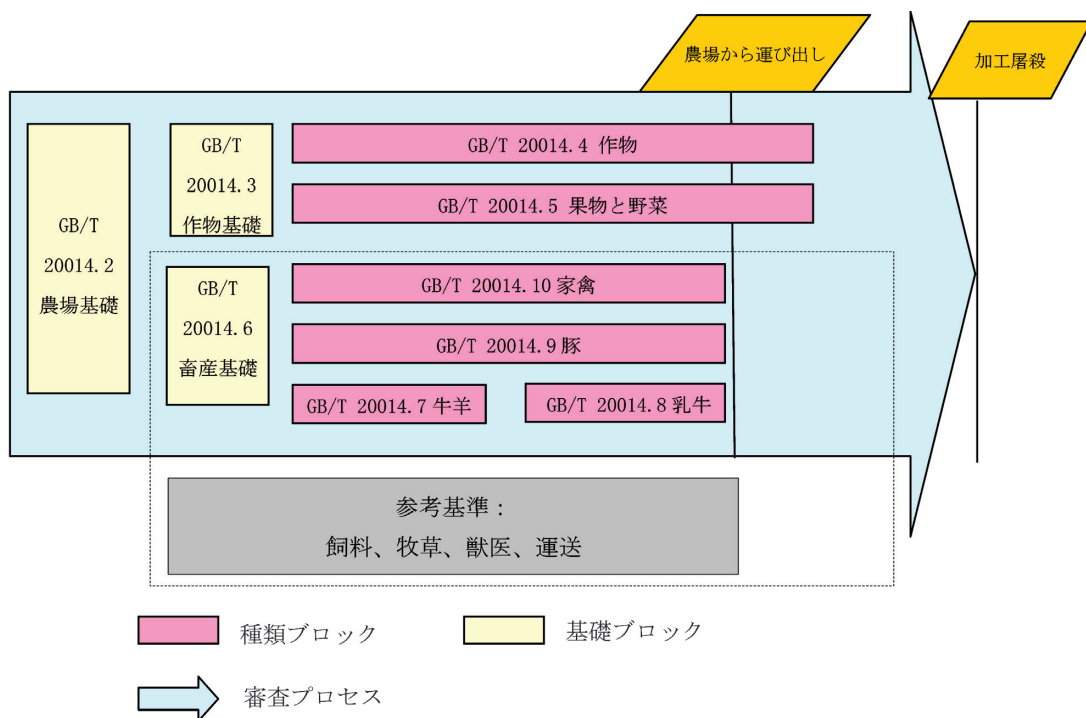 農場から運び出し
加工屠殺
GB/T
20014.2
農場基礎
GB/T
20014.3
作物基礎
GB/T 20014.4 作物
GB/T 20014.5 果物と野菜
GB/T
20014.6
畜産基礎
GB/T 20014.10 家禽
GB/T 20014.9 豚
GB/T 20014.7 牛羊
GB/T 20014.8 乳牛
参考基準：
飼料、牧草、獣医、運送
種類ブロック
基礎ブロック
審査プロセス